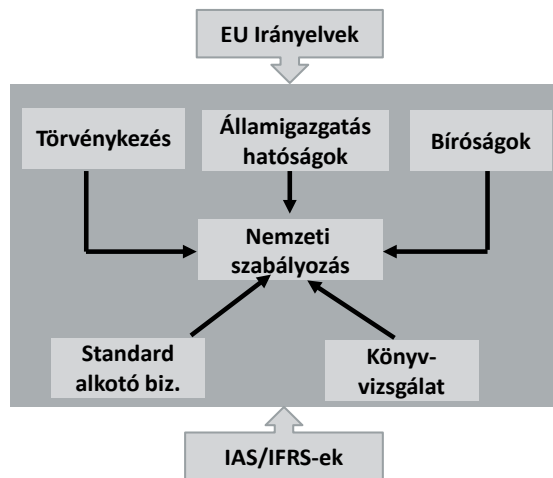 EU Irányelvek
Törvénykezés
Államigazgatás
hatóságok
Bíróságok
Nemzeti
szabályozás
Standard
alkotó biz.
Könyv-
vizsgálat
IAS/IFRS-ek